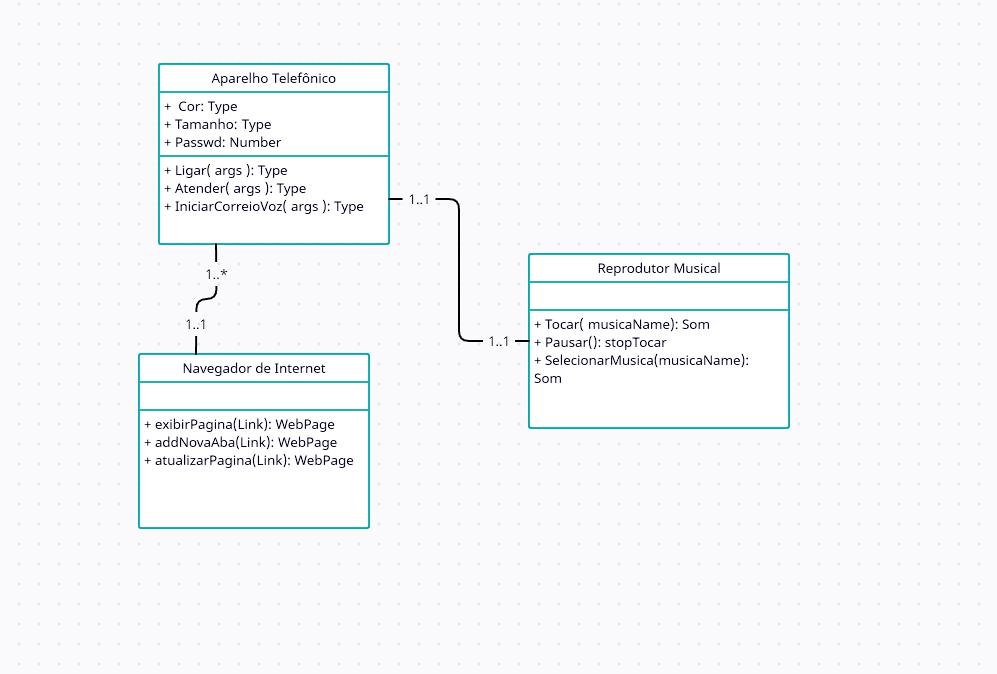 Aparelho Telefônico
+ Cor: Type
+ Tamanho: Type
+ Passwd: Number
+ Ligar( args ): Type
+ Atender( args ): Type
+ IniciarCorreioVoz( args ): Type
1..1
1..*
1..1
1..1
Reprodutor Musical
+ Tocar( musicaName): Som
+ Pausar(): stopTocar
+ SelecionarMusica(musicaName):
Som
Navegador de Internet
+ exibirPagina(Link): WebPage
+ addNovaAba(Link): WebPage
+ atualizarPagina(Link): WebPage